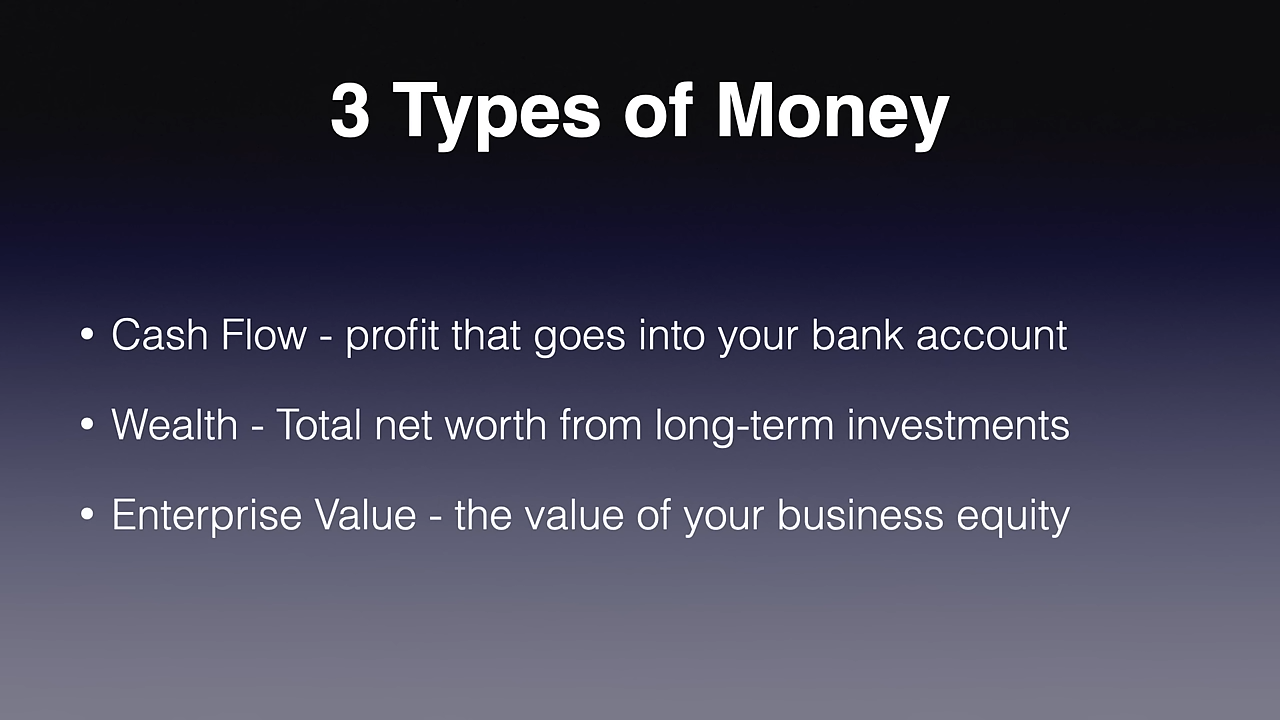 3 Types of Money
• Cash Flow - profit that goes into your bank account
• Wealth - Total net worth from long-term investments
• Enterprise Value - the value of your business equity